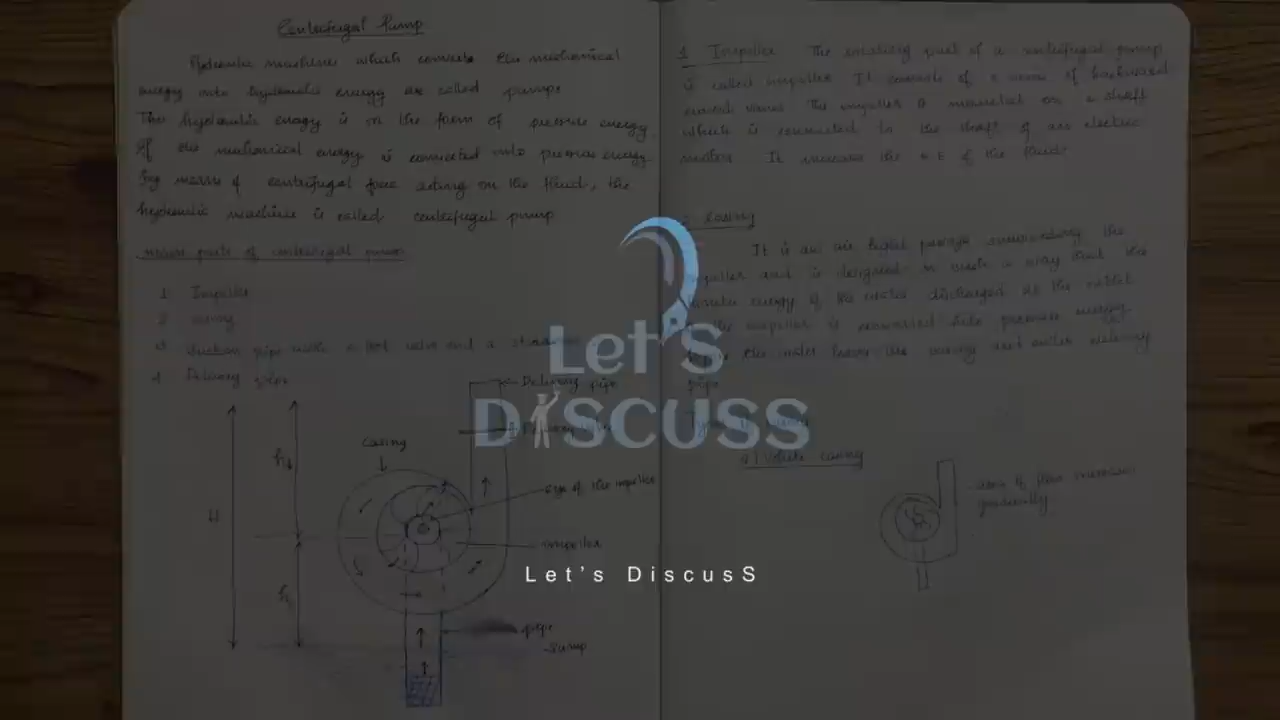 Centrifugal Pump
Hydraulic machines which converts the mechanical
energy into hydraulic energy are called pumps
The hydraulic energy is in the form of pressure energy
If the mechanical energy is converted into pressure energy
by means of centrifugal force acting on the fluid, the
hydraulic machine is called centrifugal pump
main parts of centrifugal pump
1 Impeller
2 casing
3 Suction pipe with a foot valve and a
4 Delivery pipe
Delivery pipe
Delivery
casing
eye of the impeller
impeller
pipe
Sump
H
1 Impeller The rotating part of a centrifugal pump
is called impeller It consists of a series of backward
curved vanes The impeller is mounted on a shaft
which is connected to the shaft of an electric
motor It increase the K.E of the fluid
2 Casing
It is an air tight passage surrounding the
impeller and is designed in such a way that the
kinetic energy of the water discharged at the outlet
the impeller is converted into pressure energy
before the water leaves the casing and enters delivery
pipe
Types of casing
a) Volute casing
area of flow increases
gradually
Let's
DiSCUSS
Let's DiscusS